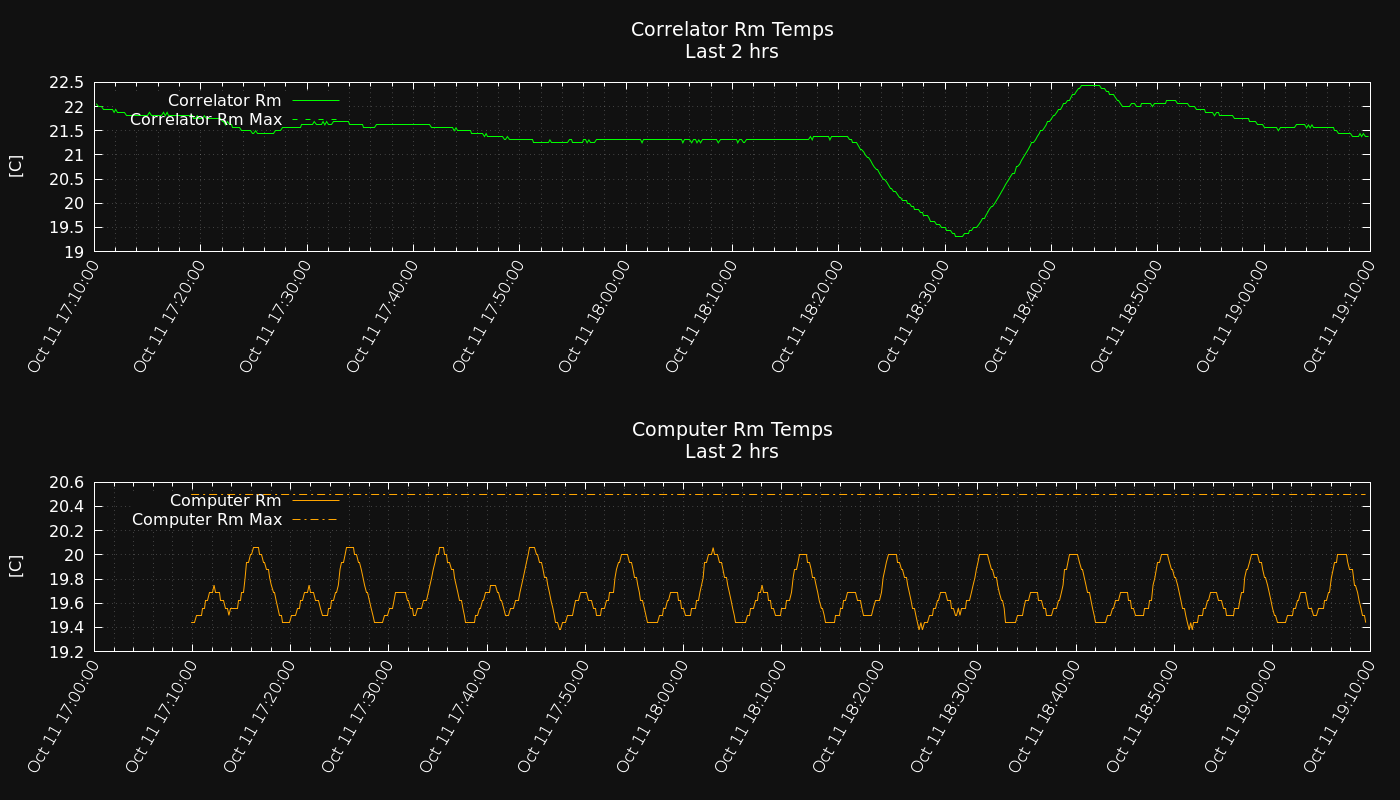 Correlator Rm Temps
Last 2 hrs
22.5
22
21.5
21
20.5
20
19.5
19
[C]
Correlator Rm
Correlator Rm Max
Oct 11 17:10:00
Oct 11 17:20:00
Oct 11 17:30:00
Oct 11 17:40:00
Oct 11 17:50:00
Oct 11 18:00:00
Oct 11 18:10:00
Oct 11 18:20:00
Oct 11 18:30:00
Oct 11 18:40:00
Oct 11 18:50:00
Oct 11 19:00:00
Oct 11 19:10:00
Computer Rm Temps
Last 2 hrs
20.6
20.4
20.2
20
19.8
19.6
19.4
19.2
[C]
Computer Rm
Computer Rm Max
Oct 11 17:00:00
Oct 11 17:10:00
Oct 11 17:20:00
Oct 11 17:30:00
Oct 11 17:40:00
Oct 11 17:50:00
Oct 11 18:00:00
Oct 11 18:10:00
Oct 11 18:20:00
Oct 11 18:30:00
Oct 11 18:40:00
Oct 11 18:50:00
Oct 11 19:00:00
Oct 11 19:10:00